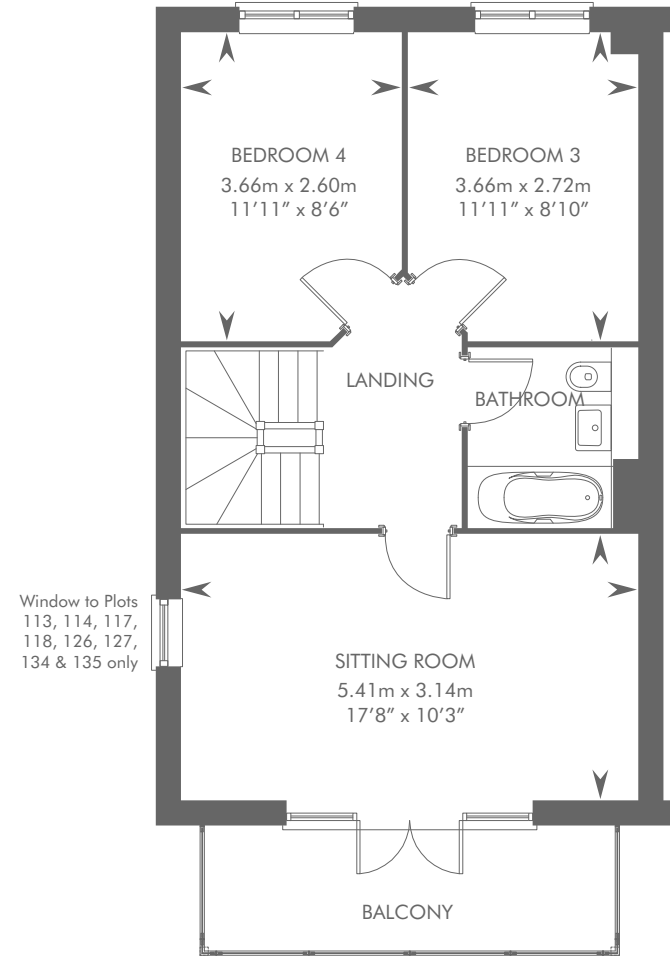 BEDROOM 4
3.66m x 2.60m
11’11” x 8’6”
BEDROOM 3
3.66m x 2.72m
11’11” x 8’10”
LANDING
BATHROOM
Window to Plots
113, 114, 117,
118, 126, 127,
134 & 135 only
SITTING ROOM
5.41m x 3.14m
17’8” x 10’3”
BALCONY